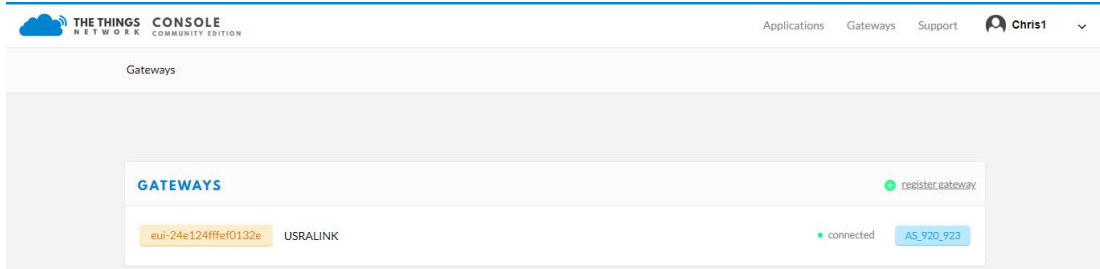 THE THINGS CONSOLE
NETWORK COMMUNITY EDITION
Applications Gateways Support Chris1
Gateways
GATEWAYS register gateway
eui-24e124fffef0132e USRALINK connected AS_920_923